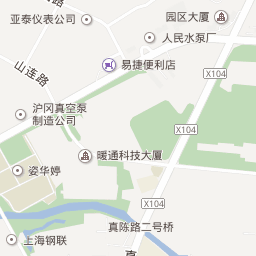 园区大厦
亚泰仪表公司
人民水泵厂
易捷便利店
山连路
X104
沪冈真空泵
制造公司
X104
暖通科技大厦
姿华婷
X104
真陈路二号桥
上海钢联
真